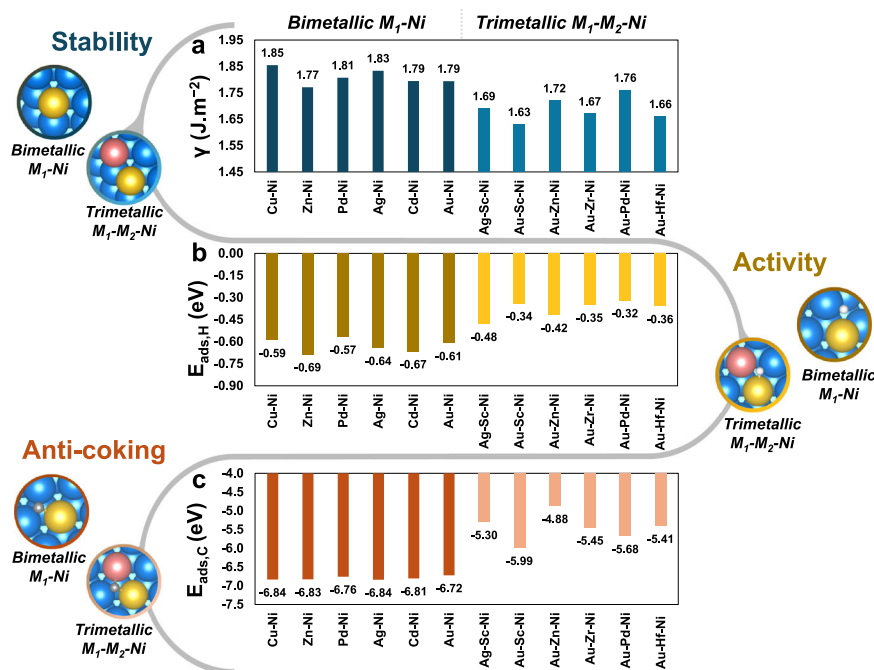 Bimetallic M₁-Ni
Trimetallic M₁-M₂-Ni
Stability
a
γ (J.m⁻²)
1.95
1.85
1.75
1.65
1.55
1.45
1.85
1.77
1.81
1.83
1.79
1.79
1.69
1.63
1.72
1.67
1.76
1.66
Cu-Ni
Zn-Ni
Pd-Ni
Ag-Ni
Cd-Ni
Au-Ni
Ag-Sc-Ni
Au-Sc-Ni
Au-Zn-Ni
Au-Zr-Ni
Au-Pd-Ni
Au-Hf-Ni
Bimetallic
M₁-Ni
Trimetallic
M₁-M₂-Ni
b
Activity
E_ads,H (eV)
0.00
-0.15
-0.30
-0.45
-0.60
-0.75
-0.90
-0.59
-0.69
-0.57
-0.64
-0.67
-0.61
-0.48
-0.34
-0.42
-0.35
-0.32
-0.36
Cu-Ni
Zn-Ni
Pd-Ni
Ag-Ni
Cd-Ni
Au-Ni
Ag-Sc-Ni
Au-Sc-Ni
Au-Zn-Ni
Au-Zr-Ni
Au-Pd-Ni
Au-Hf-Ni
Bimetallic
M₁-Ni
Trimetallic
M₁-M₂-Ni
Anti-coking
c
E_ads,C (eV)
-4.0
-4.5
-5.0
-5.5
-6.0
-6.5
-7.0
-7.5
-6.84
-6.83
-6.76
-6.84
-6.81
-6.72
-5.30
-5.99
-4.88
-5.45
-5.68
-5.41
Cu-Ni
Zn-Ni
Pd-Ni
Ag-Ni
Cd-Ni
Au-Ni
Ag-Sc-Ni
Au-Sc-Ni
Au-Zn-Ni
Au-Zr-Ni
Au-Pd-Ni
Au-Hf-Ni
Bimetallic
M₁-Ni
Trimetallic
M₁-M₂-Ni